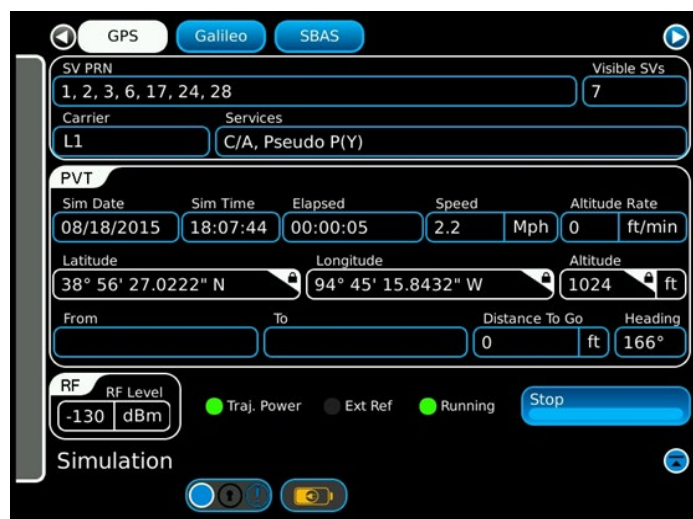 GPS Galileo SBAS
SV PRN Visible SVs
1, 2, 3, 6, 17, 24, 28 7
Carrier Services
L1 C/A, Pseudo P(Y)
PVT
Sim Date Sim Time Elapsed Speed Altitude Rate
08/18/2015 18:07:44 00:00:05 2.2 Mph 0 ft/min
Latitude Longitude Altitude
38° 56' 27.0222" N 94° 45' 15.8432" W 1024 ft
From To Distance To Go Heading
0 ft 166°
RF RF Level
-130 dBm Traj. Power Ext Ref Running Stop
Simulation